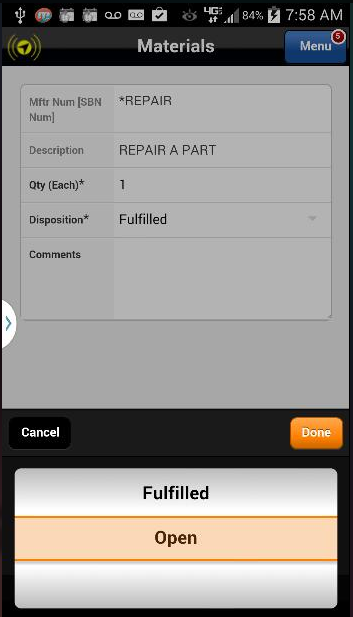 4G 84% 7:58 AM
Materials
Menu
5
Mftr Num [SBN
Num]
*REPAIR
Description
REPAIR A PART
Qty (Each)*
1
Disposition*
Fulfilled
Comments
Cancel
Done
Fulfilled
Open